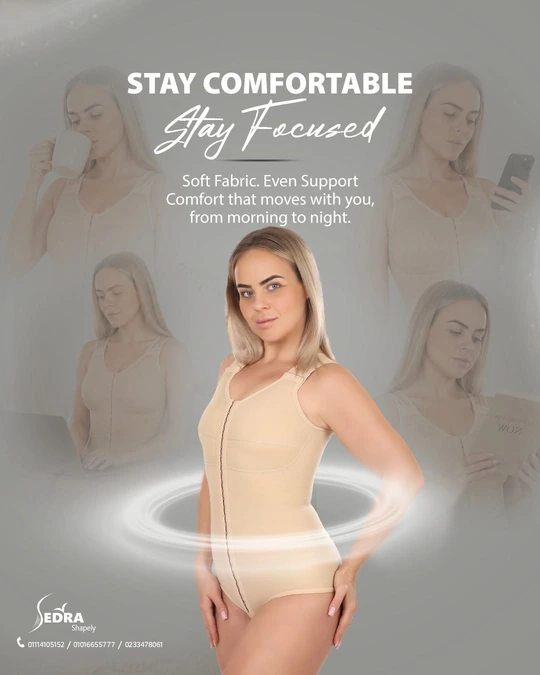 STAY COMFORTABLE
Stay Focused
Soft Fabric. Even Support
Comfort that moves with you,
from morning to night.
SEDRA
Shapely
01114105152 / 01016655777 / 0233478061